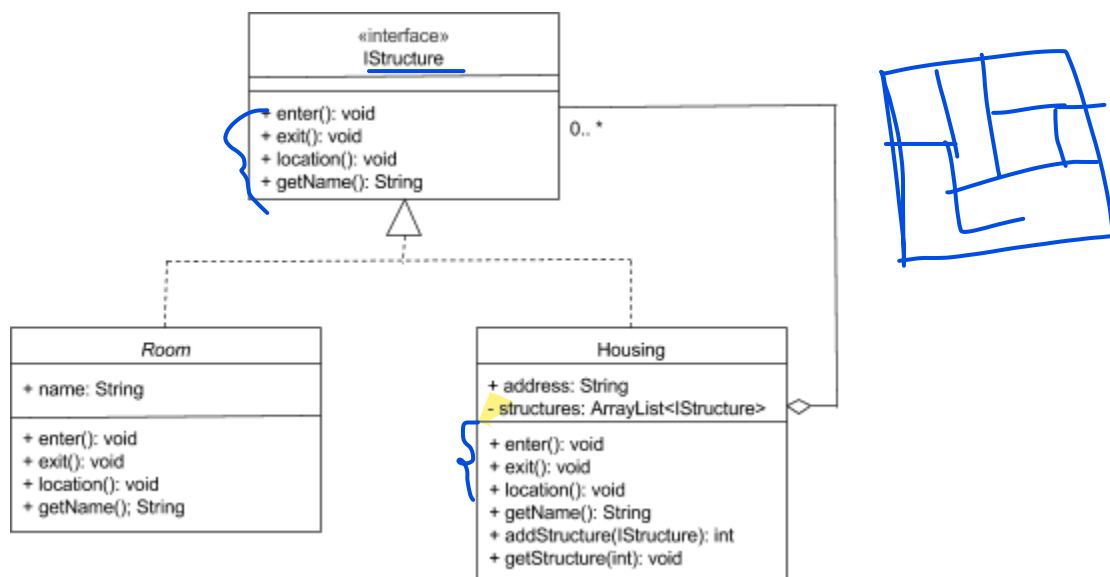 «interface»
IStructure
+ enter(): void
+ exit(): void
+ location(): void
+ getName(): String
0.. *
Room
+ name: String
+ enter(): void
+ exit(): void
+ location(): void
+ getName(); String
Housing
+ address: String
- structures: ArrayList<IStructure>
+ enter(): void
+ exit(): void
+ location(): void
+ getName(): String
+ addStructure(IStructure): int
+ getStructure(int): void